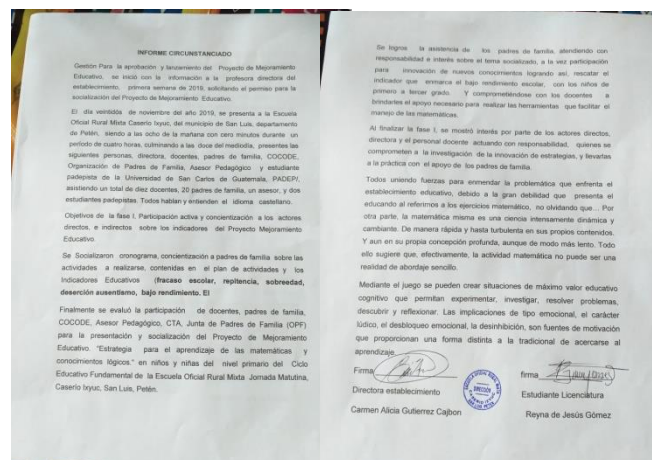 INFORME CIRCUNSTANCIADO
Gestión Para la aprobación y lanzamiento del Proyecto de Mejoramiento
Educativo, se inició con la información a la profesora directora del
establecimiento, primera semana de 2019, solicitando el permiso para la
socialización del Proyecto de Mejoramiento Educativo.
El día veintidós de noviembre del año 2019, se presenta a la Escuela
Oficial Rural Mixta Caserío Ixyuc, del municipio de San Luis, departamento
de Petén, siendo a las ocho de la mañana con cero minutos durante un
período de cuatro horas, culminando a las doce del mediodía, presentes las
siguientes personas, directora, docentes, padres de familia, COCODE,
Organización de Padres de Familia, Asesor Pedagógico y estudiante
padepista de la Universidad de San Carlos de Guatemala, PADEP/,
asistiendo un total de diez docentes, 20 padres de familia, un asesor, y dos
estudiantes padepistas. Todos hablan y entienden el idioma castellano.
Objetivos de la fase I, Participación activa y concientización a los actores
directos, e indirectos sobre los indicadores del Proyecto Mejoramiento
Educativo.
Se Socializaron cronograma, concientización a padres de familia sobre las
actividades a realizarse, contenidas en el plan de actividades y los
Indicadores Educativos (fracaso escolar, repitencia, sobreedad,
deserción ausentismo, bajo rendimiento. El
Finalmente se evaluó la participación de docentes, padres de familia,
COCODE, Asesor Pedagógico, CTA, Junta de Padres de Familia (OPF)
para la presentación y socialización del Proyecto de Mejoramiento
Educativo. "Estrategia para el aprendizaje de las matemáticas y
conocimientos lógicos." en niños y niñas del nivel primario del Ciclo
Educativo Fundamental de la Escuela Oficial Rural Mixta Jornada Matutina,
Caserío Ixyuc, San Luis, Petén.
Se logros la asistencia de los padres de familia, atendiendo con
responsabilidad e interés sobre el tema socializado, a la vez participación
para innovación de nuevos conocimientos logrando así, rescatar el
indicador que enmarca el bajo rendimiento escolar, con los niños de
primero a tercer grado. Y comprometiéndose con los docentes a
brindarles el apoyo necesario para realizar las herramientas que facilitar el
manejo de las matemáticas.
Al finalizar la fase I, se mostró interés por parte de los actores directos,
directora y el personal docente actuando con responsabilidad, quienes se
comprometen a la investigación de la innovación de estrategias, y llevarlas
a la práctica con el apoyo de los padres de familia.
Todos uniendo fuerzas para enmendar la problemática que enfrenta el
establecimiento educativo, debido a la gran debilidad que presenta el
educando al referimos a los ejercicios matemático, no olvidando que... Por
otra parte, la matemática misma es una ciencia intensamente dinámica y
cambiante. De manera rápida y hasta turbulenta en sus propios contenidos.
Y aun en su propia concepción profunda, aunque de modo más lento. Todo
ello sugiere que, efectivamente, la actividad matemática no puede ser una
realidad de abordaje sencillo.
Mediante el juego se pueden crear situaciones de máximo valor educativo
cognitivo que permitan experimentar, investigar, resolver problemas,
descubrir y reflexionar. Las implicaciones de tipo emocional, el carácter
lúdico, el desbloqueo emocional, la desinhibición, son fuentes de motivación
que proporcionan una forma distinta a la tradicional de acercarse al
aprendizaje.
Firma
firma
DIRECCIÓN
Directora establecimiento
Estudiante Licenciatura
Carmen Alicia Gutierrez Cajbon
Reyna de Jesús Gómez